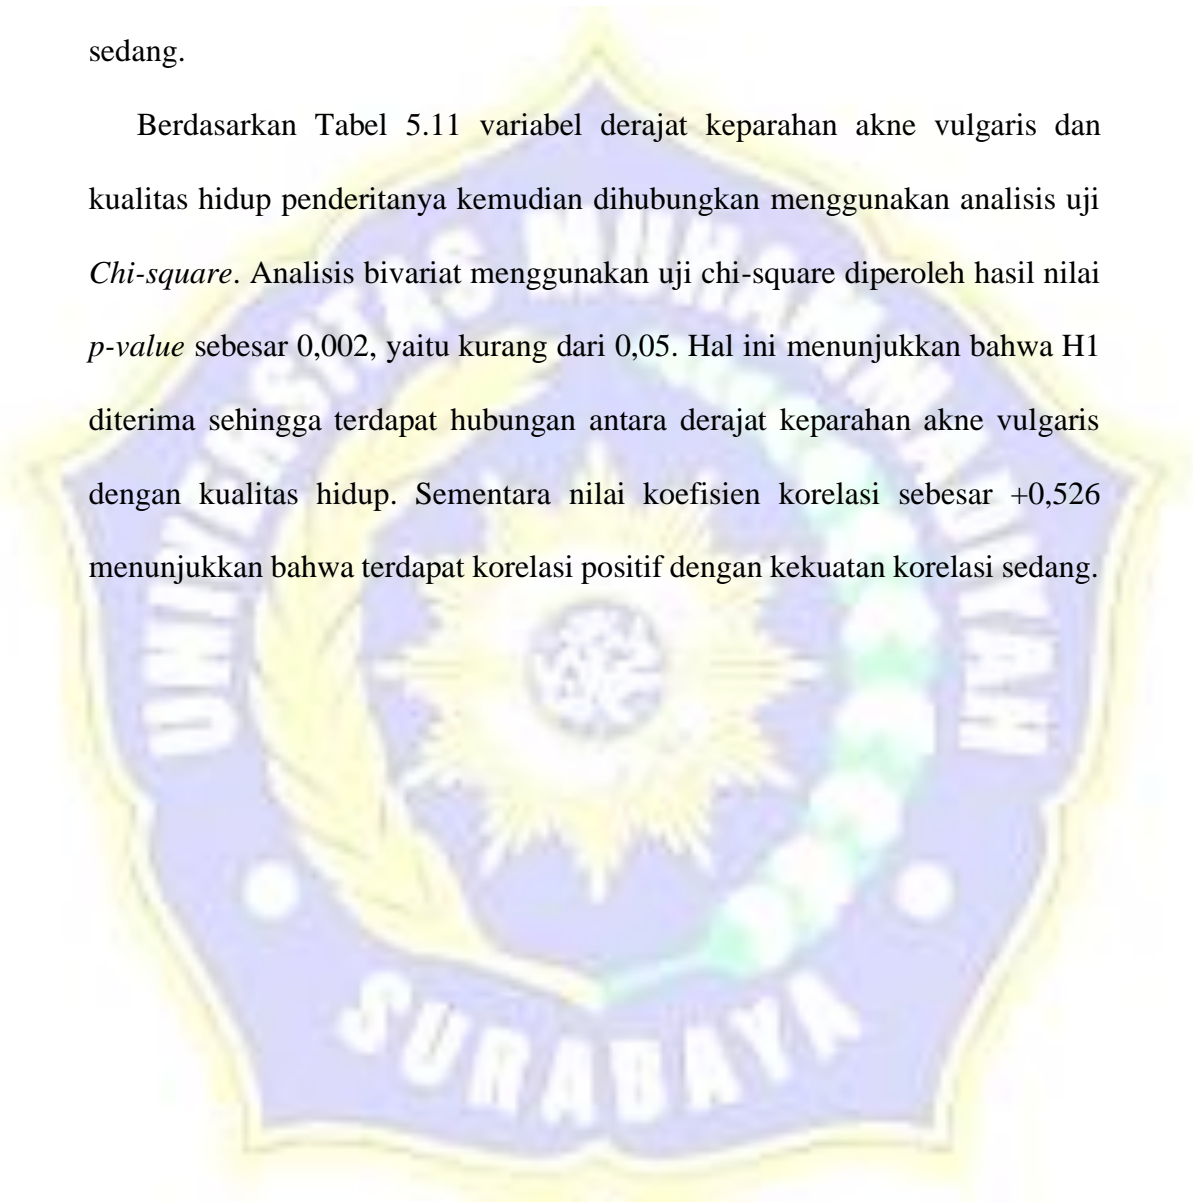 sedang.
Berdasarkan Tabel 5.11 variabel derajat keparahan akne vulgaris dan
kualitas hidup penderitanya kemudian dihubungkan menggunakan analisis uji
Chi-square. Analisis bivariat menggunakan uji chi-square diperoleh hasil nilai
p-value sebesar 0,002, yaitu kurang dari 0,05. Hal ini menunjukkan bahwa H1
diterima sehingga terdapat hubungan antara derajat keparahan akne vulgaris
dengan kualitas hidup. Sementara nilai koefisien korelasi sebesar +0,526
menunjukkan bahwa terdapat korelasi positif dengan kekuatan korelasi sedang.
UNIVERSITAS MUHAMMADIYAH
SURABAYA